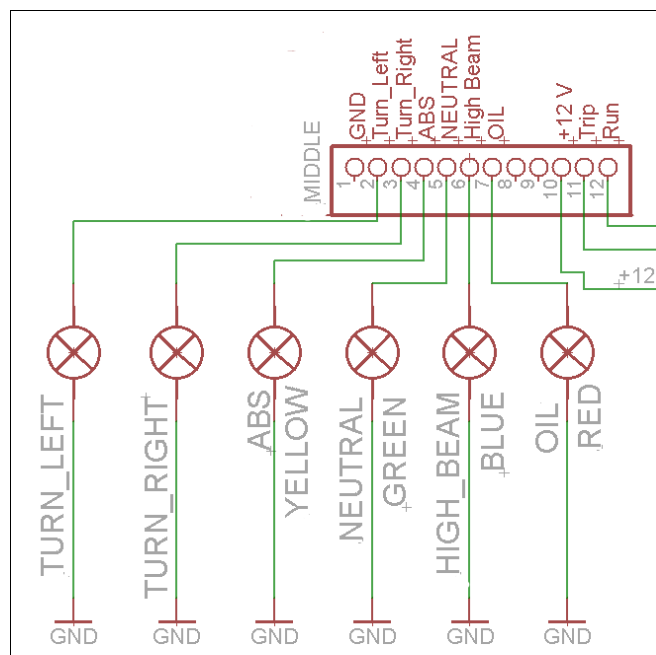 GND
Turn_Left
Turn_Right
ABS
NEUTRAL
High Beam
OIL
+12 V
Trip
Run
MIDDLE
1
2
3
4
5
6
7
8
9
10
11
12
+12
TURN_LEFT
TURN_RIGHT
ABS
YELLOW
NEUTRAL
GREEN
HIGH_BEAM
BLUE
OIL
RED
GND
GND
GND
GND
GND
GND